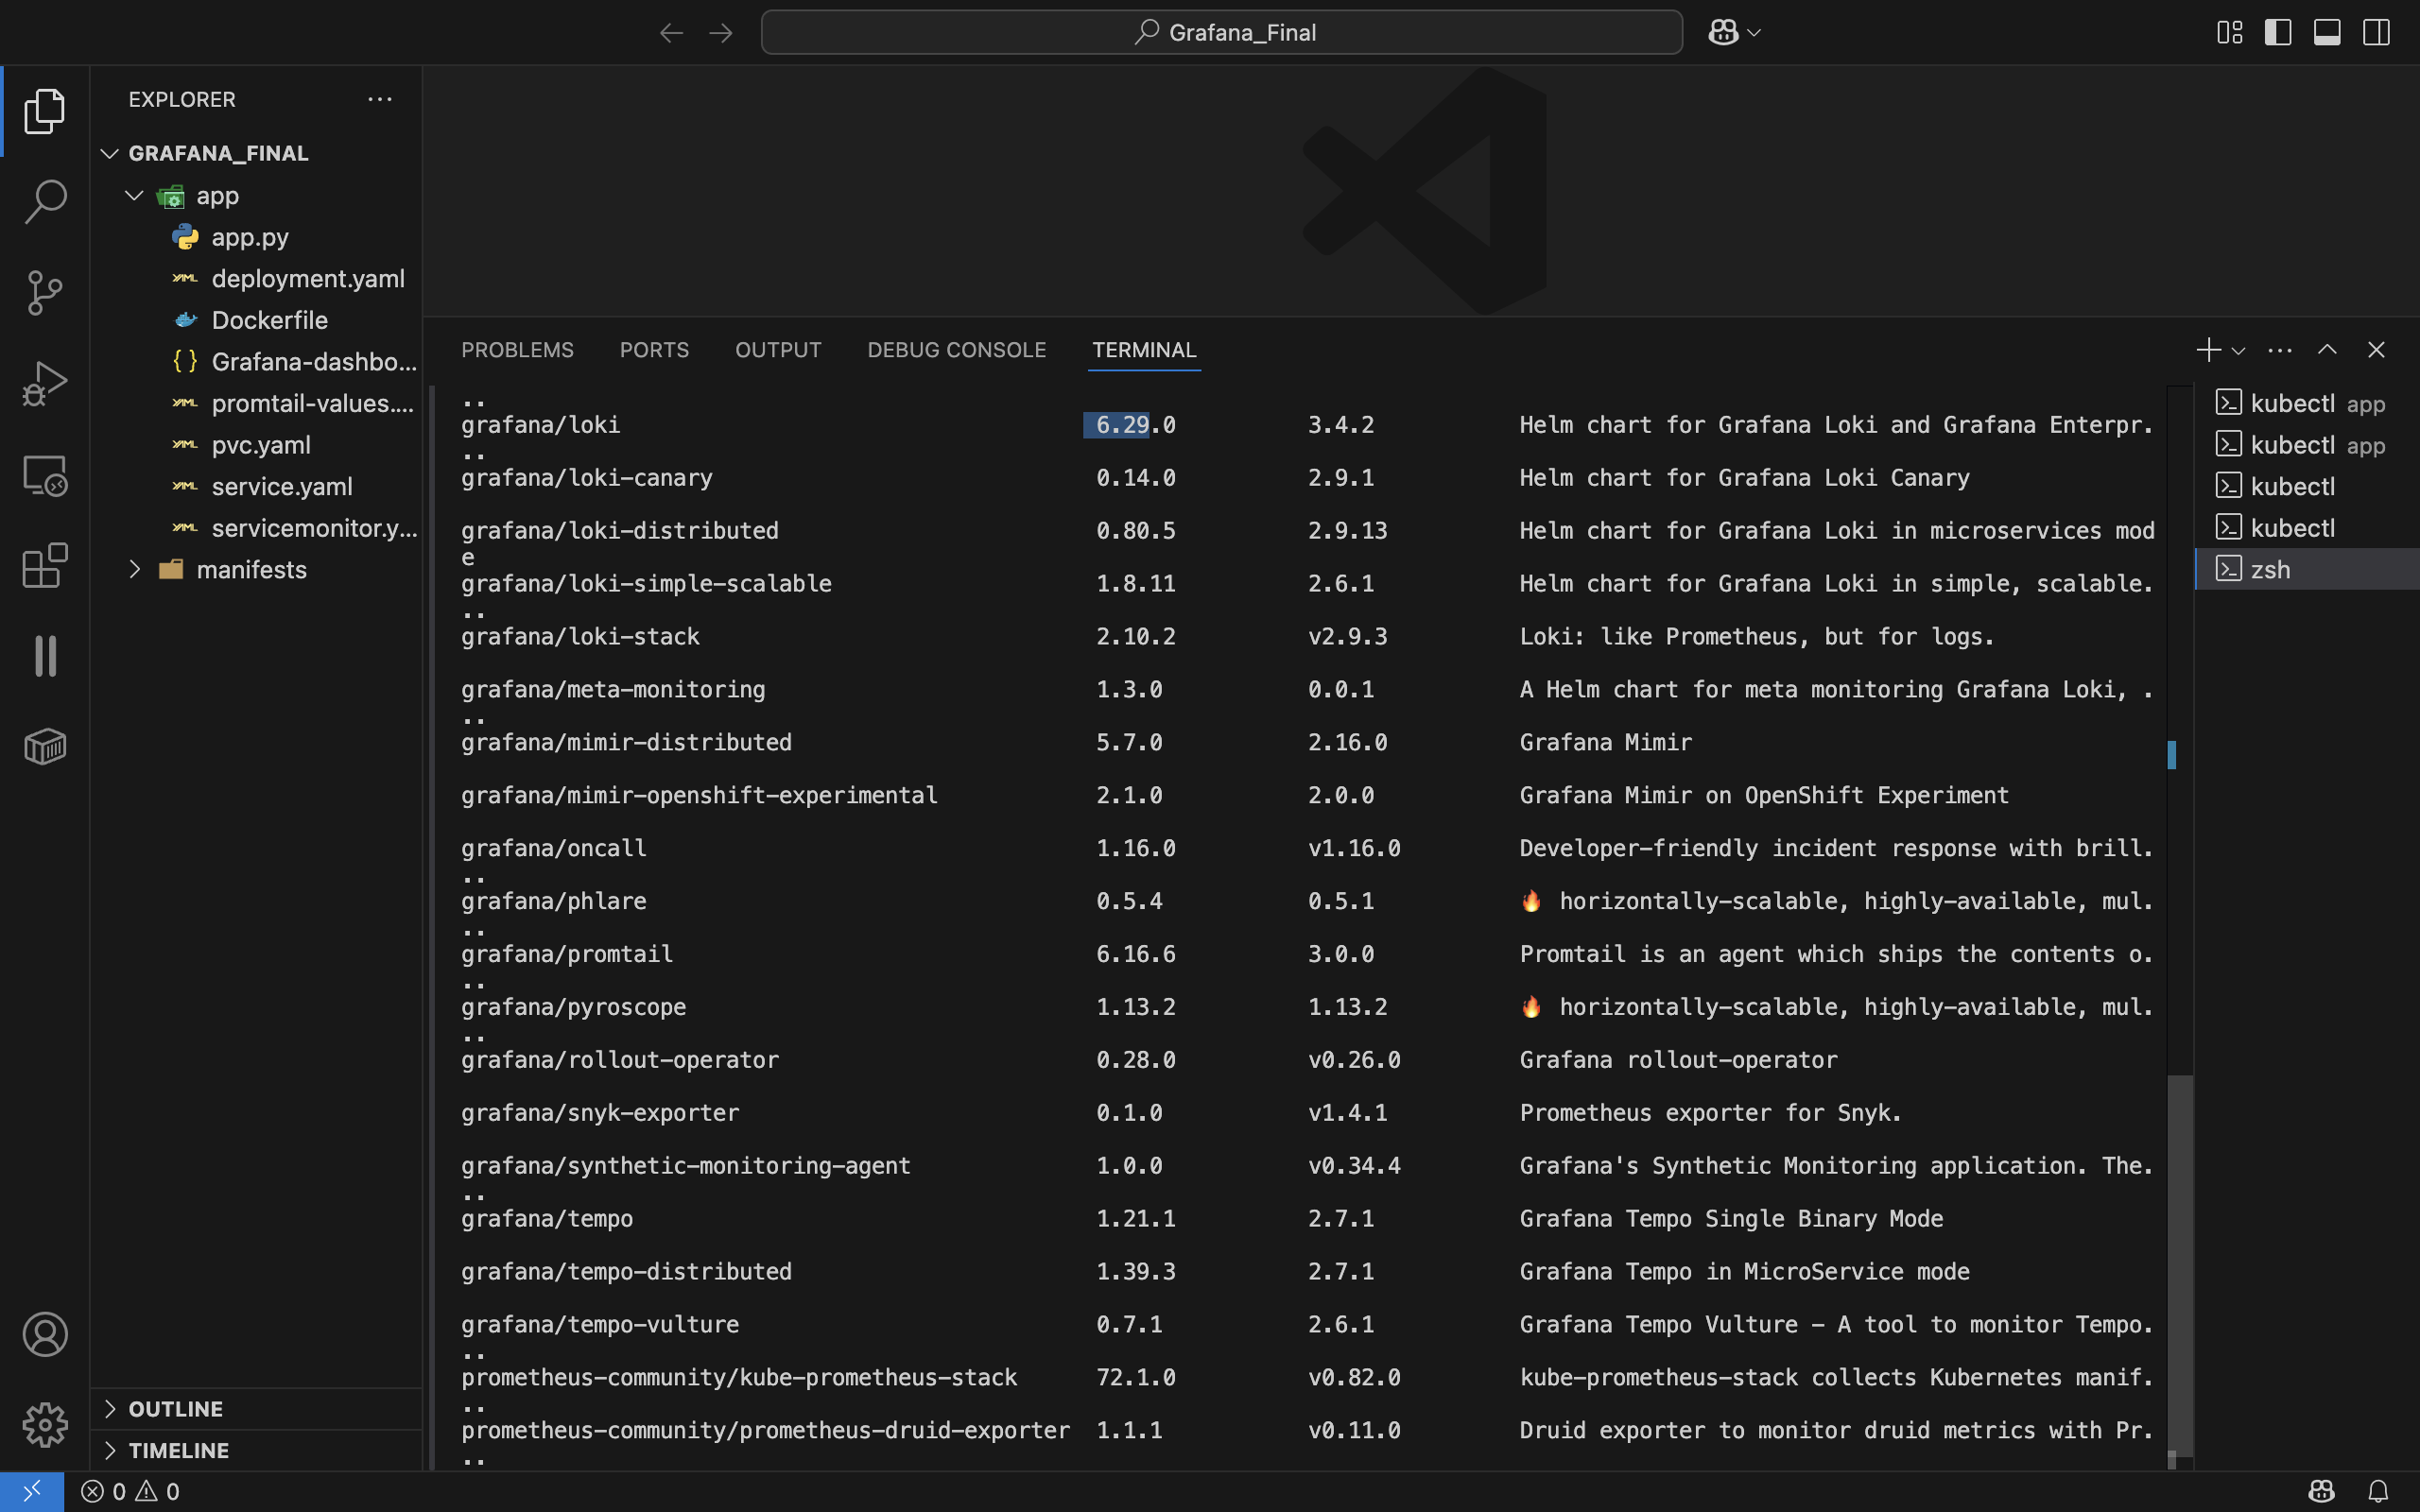 Grafana_Final
EXPLORER
GRAFANA_FINAL
app
app.py
deployment.yaml
Dockerfile
Grafana-dashbo...
promtail-values....
pvc.yaml
service.yaml
servicemonitor.y...
manifests
OUTLINE
TIMELINE
PROBLEMS PORTS OUTPUT DEBUG CONSOLE TERMINAL
..
grafana/loki 6.29.0 3.4.2 Helm chart for Grafana Loki and Grafana Enterpr.
..
grafana/loki-canary 0.14.0 2.9.1 Helm chart for Grafana Loki Canary
grafana/loki-distributed 0.80.5 2.9.13 Helm chart for Grafana Loki in microservices mod
e
grafana/loki-simple-scalable 1.8.11 2.6.1 Helm chart for Grafana Loki in simple, scalable.
..
grafana/loki-stack 2.10.2 v2.9.3 Loki: like Prometheus, but for logs.
grafana/meta-monitoring 1.3.0 0.0.1 A Helm chart for meta monitoring Grafana Loki, .
..
grafana/mimir-distributed 5.7.0 2.16.0 Grafana Mimir
grafana/mimir-openshift-experimental 2.1.0 2.0.0 Grafana Mimir on OpenShift Experiment
grafana/oncall 1.16.0 v1.16.0 Developer-friendly incident response with brill.
..
grafana/phlare 0.5.4 0.5.1 🔥 horizontally-scalable, highly-available, mul.
..
grafana/promtail 6.16.6 3.0.0 Promtail is an agent which ships the contents o.
..
grafana/pyroscope 1.13.2 1.13.2 🔥 horizontally-scalable, highly-available, mul.
..
grafana/rollout-operator 0.28.0 v0.26.0 Grafana rollout-operator
grafana/snyk-exporter 0.1.0 v1.4.1 Prometheus exporter for Snyk.
grafana/synthetic-monitoring-agent 1.0.0 v0.34.4 Grafana's Synthetic Monitoring application. The.
..
grafana/tempo 1.21.1 2.7.1 Grafana Tempo Single Binary Mode
grafana/tempo-distributed 1.39.3 2.7.1 Grafana Tempo in MicroService mode
grafana/tempo-vulture 0.7.1 2.6.1 Grafana Tempo Vulture - A tool to monitor Tempo.
..
prometheus-community/kube-prometheus-stack 72.1.0 v0.82.0 kube-prometheus-stack collects Kubernetes manif.
..
prometheus-community/prometheus-druid-exporter 1.1.1 v0.11.0 Druid exporter to monitor druid metrics with Pr.
..
kubectl app
kubectl app
kubectl
kubectl
zsh
0 0